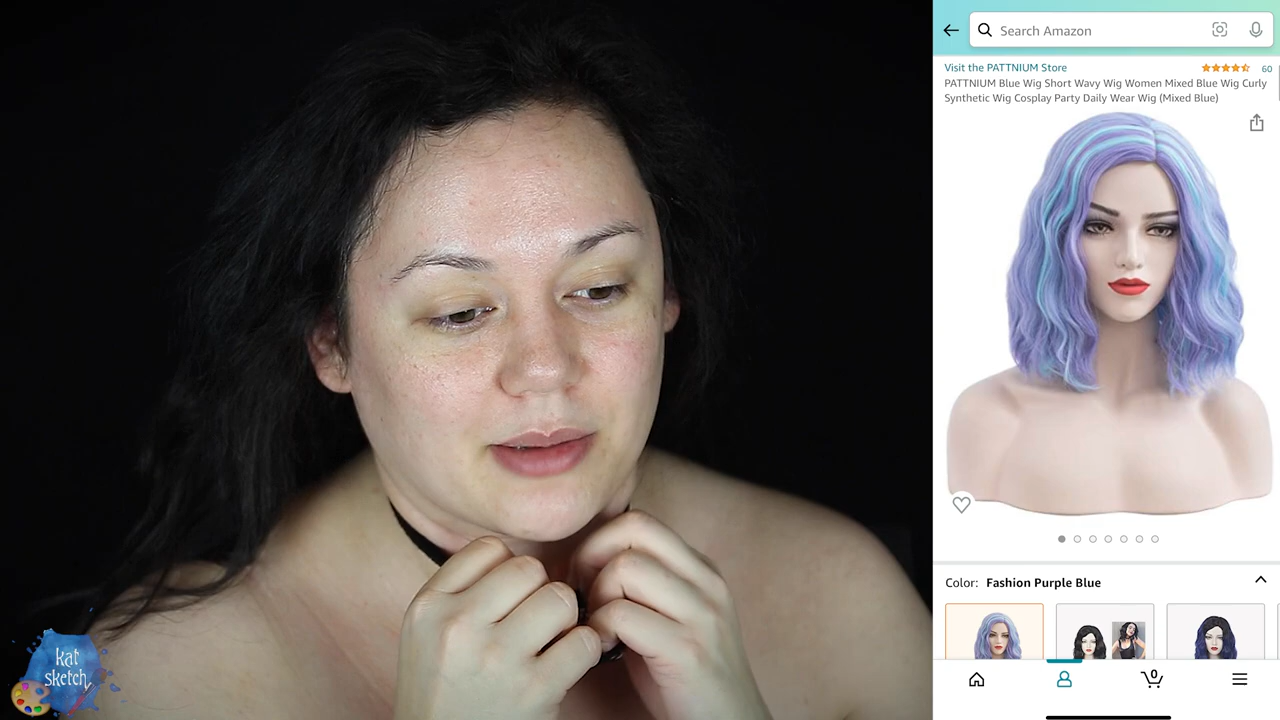 Search Amazon
Visit the PATTNIUM Store
60
PATTNIUM Blue Wig Short Wavy Wig Women Mixed Blue Wig Curly
Synthetic Wig Cosplay Party Daily Wear Wig (Mixed Blue)
Color: Fashion Purple Blue
0
kat
sketch